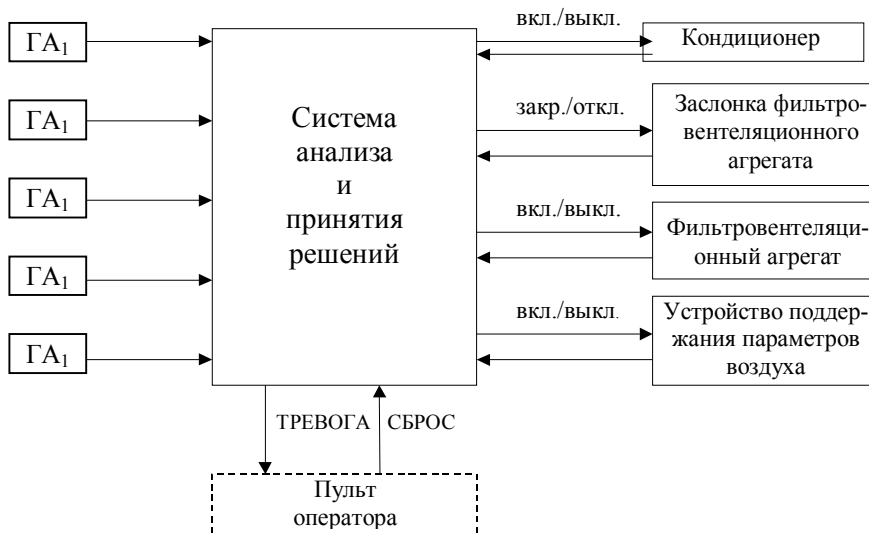 ГА₁
ГА₁
ГА₁
ГА₁
ГА₁
Система
анализа
и
принятия
решений
вкл./выкл.
Кондиционер
закр./откл.
Заслонка фильтро-
вентеляционного
агрегата
вкл./выкл.
Фильтровентеляци-
онный агрегат
вкл./выкл.
Устройство поддер-
жания параметров
воздуха
ТРЕВОГА
СБРОС
Пульт
оператора